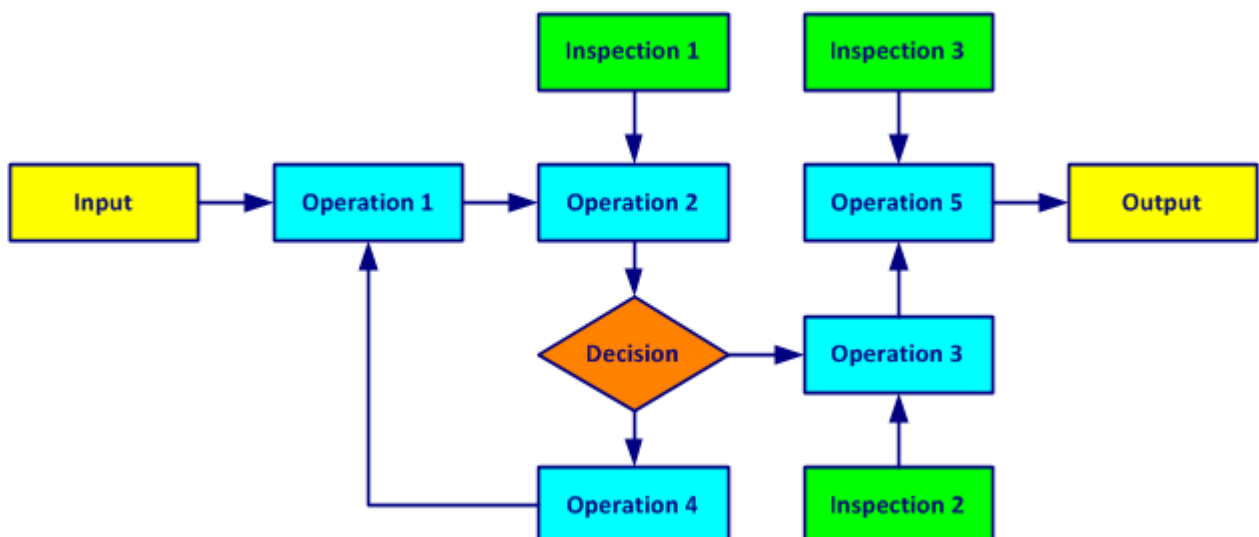 Inspection 1
Inspection 3
Input
Operation 1
Operation 2
Operation 5
Output
Decision
Operation 3
Operation 4
Inspection 2